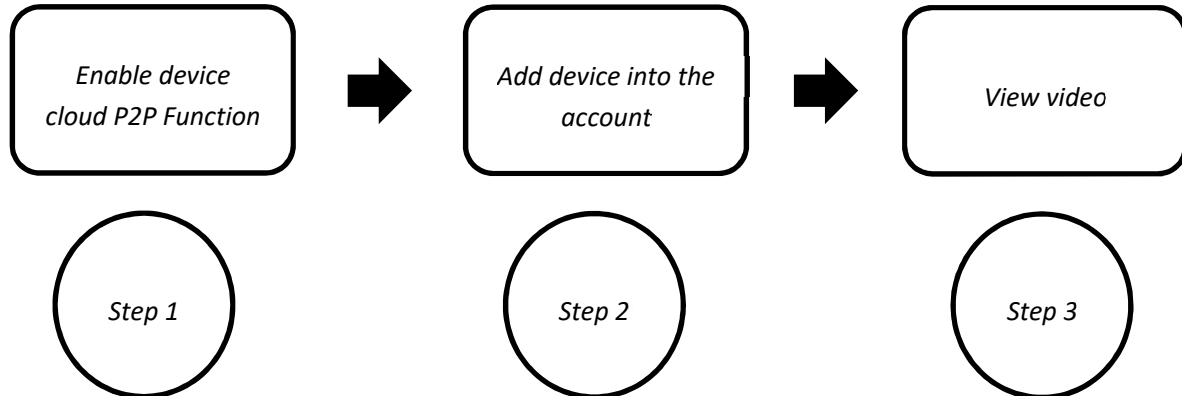 Enable device
cloud P2P Function
Add device into the
account
View video
Step 1
Step 2
Step 3